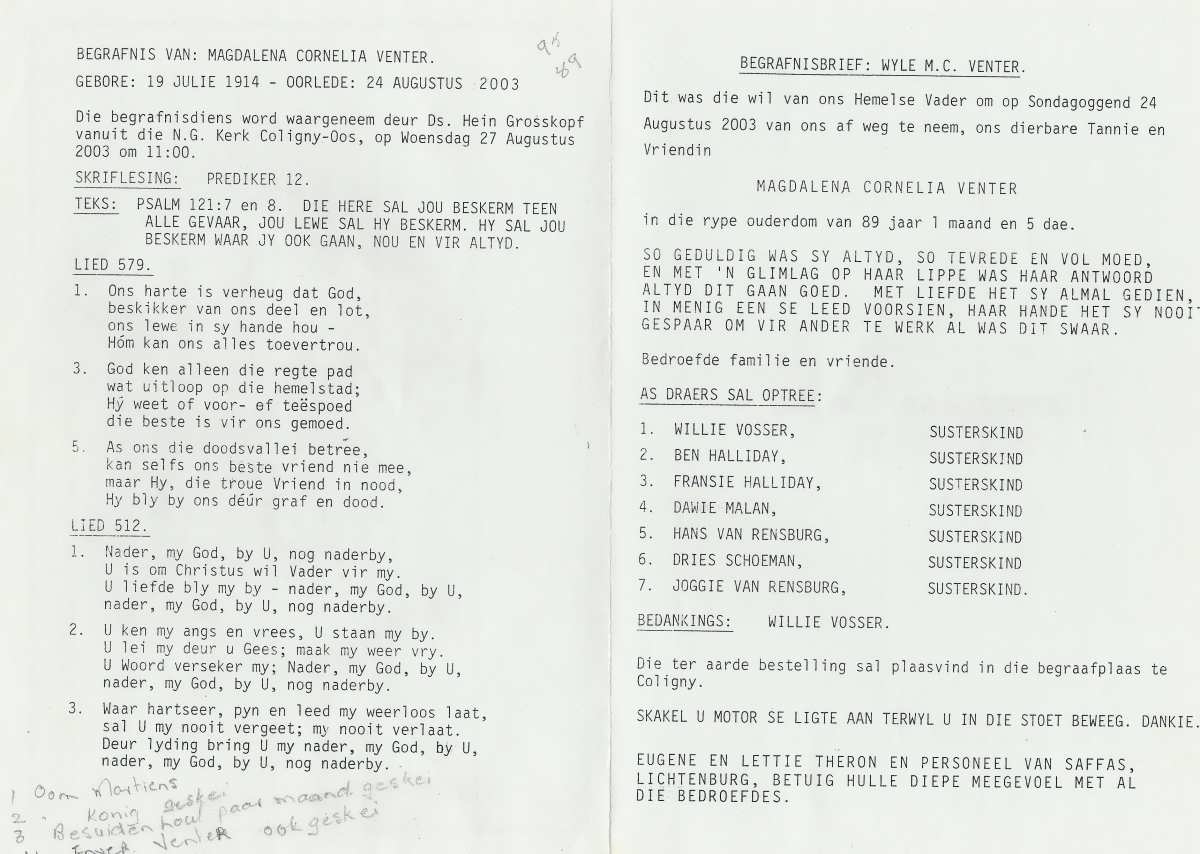 BEGRAFNIS VAN: MAGDALENA CORNELIA VENTER.
GEBORE: 19 JULIE 1914 - OORLEDE: 24 AUGUSTUS 2003
Die begrafnisdiens word waargeneem deur Ds. Hein Grosskopf
vanuit die N.G. Kerk Coligny-Oos, op Woensdag 27 Augustus
2003 om 11:00.
SKRIFLESING: PREDIKER 12.
TEKS: PSALM 121:7 en 8. DIE HERE SAL JOU BESKERM TEEN
ALLE GEVAAR, JOU LEWE SAL HY BESKERM. HY SAL JOU
BESKERM WAAR JY OOK GAAN, NOU EN VIR ALTYD.
LIED 579.
1. Ons harte is verheug dat God,
beskikker van ons deel en lot,
ons lewe in sy hande hou -
Hóm kan ons alles toevertrou.
3. God ken alleen die regte pad
wat uitloop op die hemelstad;
Hý weet of voor- of teëspoed
die beste is vir ons gemoed.
5. As ons die doodsvallei betree,
kan selfs ons beste vriend nie mee,
maar Hy, die troue Vriend in nood,
Hy bly by ons déúr graf en dood.
LIED 512.
1. Nader, my God, by U, nog naderby,
U is om Christus wil Vader vir my.
U liefde bly my by - nader, my God, by U,
nader, my God, by U, nog naderby.
2. U ken my angs en vrees, U staan my by.
U lei my deur u Gees; maak my weer vry.
U Woord verseker my; Nader, my God, by U,
nader, my God, by U, nog naderby.
3. Waar hartseer, pyn en leed my weerloos laat,
sal U my nooit vergeet; my nooit verlaat.
Deur lyding bring U my nader, my God, by U,
nader, my God, by U, nog naderby.
1 Oom Martiens
2 Konig geskei
3 Besuidenhout paar maand geskei
Venter ook geskei
89
BEGRAFNISBRIEF: WYLE M.C. VENTER.
Dit was die wil van ons Hemelse Vader om op Sondagoggend 24
Augustus 2003 van ons af weg te neem, ons dierbare Tannie en
Vriendin
MAGDALENA CORNELIA VENTER
in die rype ouderdom van 89 jaar 1 maand en 5 dae.
SO GEDULDIG WAS SY ALTYD, SO TEVREDE EN VOL MOED,
EN MET 'N GLIMLAG OP HAAR LIPPE WAS HAAR ANTWOORD
ALTYD DIT GAAN GOED. MET LIEFDE HET SY ALMAL GEDIEN,
IN MENIG EEN SE LEED VOORSIEN, HAAR HANDE HET SY NOOIT
GESPAAR OM VIR ANDER TE WERK AL WAS DIT SWAAR.
Bedroefde familie en vriende.
AS DRAERS SAL OPTREE:
1. WILLIE VOSSER, SUSTERSKIND
2. BEN HALLIDAY, SUSTERSKIND
3. FRANSIE HALLIDAY, SUSTERSKIND
4. DAWIE MALAN, SUSTERSKIND
5. HANS VAN RENSBURG, SUSTERSKIND
6. DRIES SCHOEMAN, SUSTERSKIND
7. JOGGIE VAN RENSBURG, SUSTERSKIND.
BEDANKINGS: WILLIE VOSSER.
Die ter aarde bestelling sal plaasvind in die begraafplaas te
Coligny.
SKAKEL U MOTOR SE LIGTE AAN TERWYL U IN DIE STOET BEWEEG. DANKIE.
EUGENE EN LETTIE THERON EN PERSONEEL VAN SAFFAS,
LICHTENBURG, BETUIG HULLE DIEPE MEEGEVOEL MET AL
DIE BEDROEFDES.